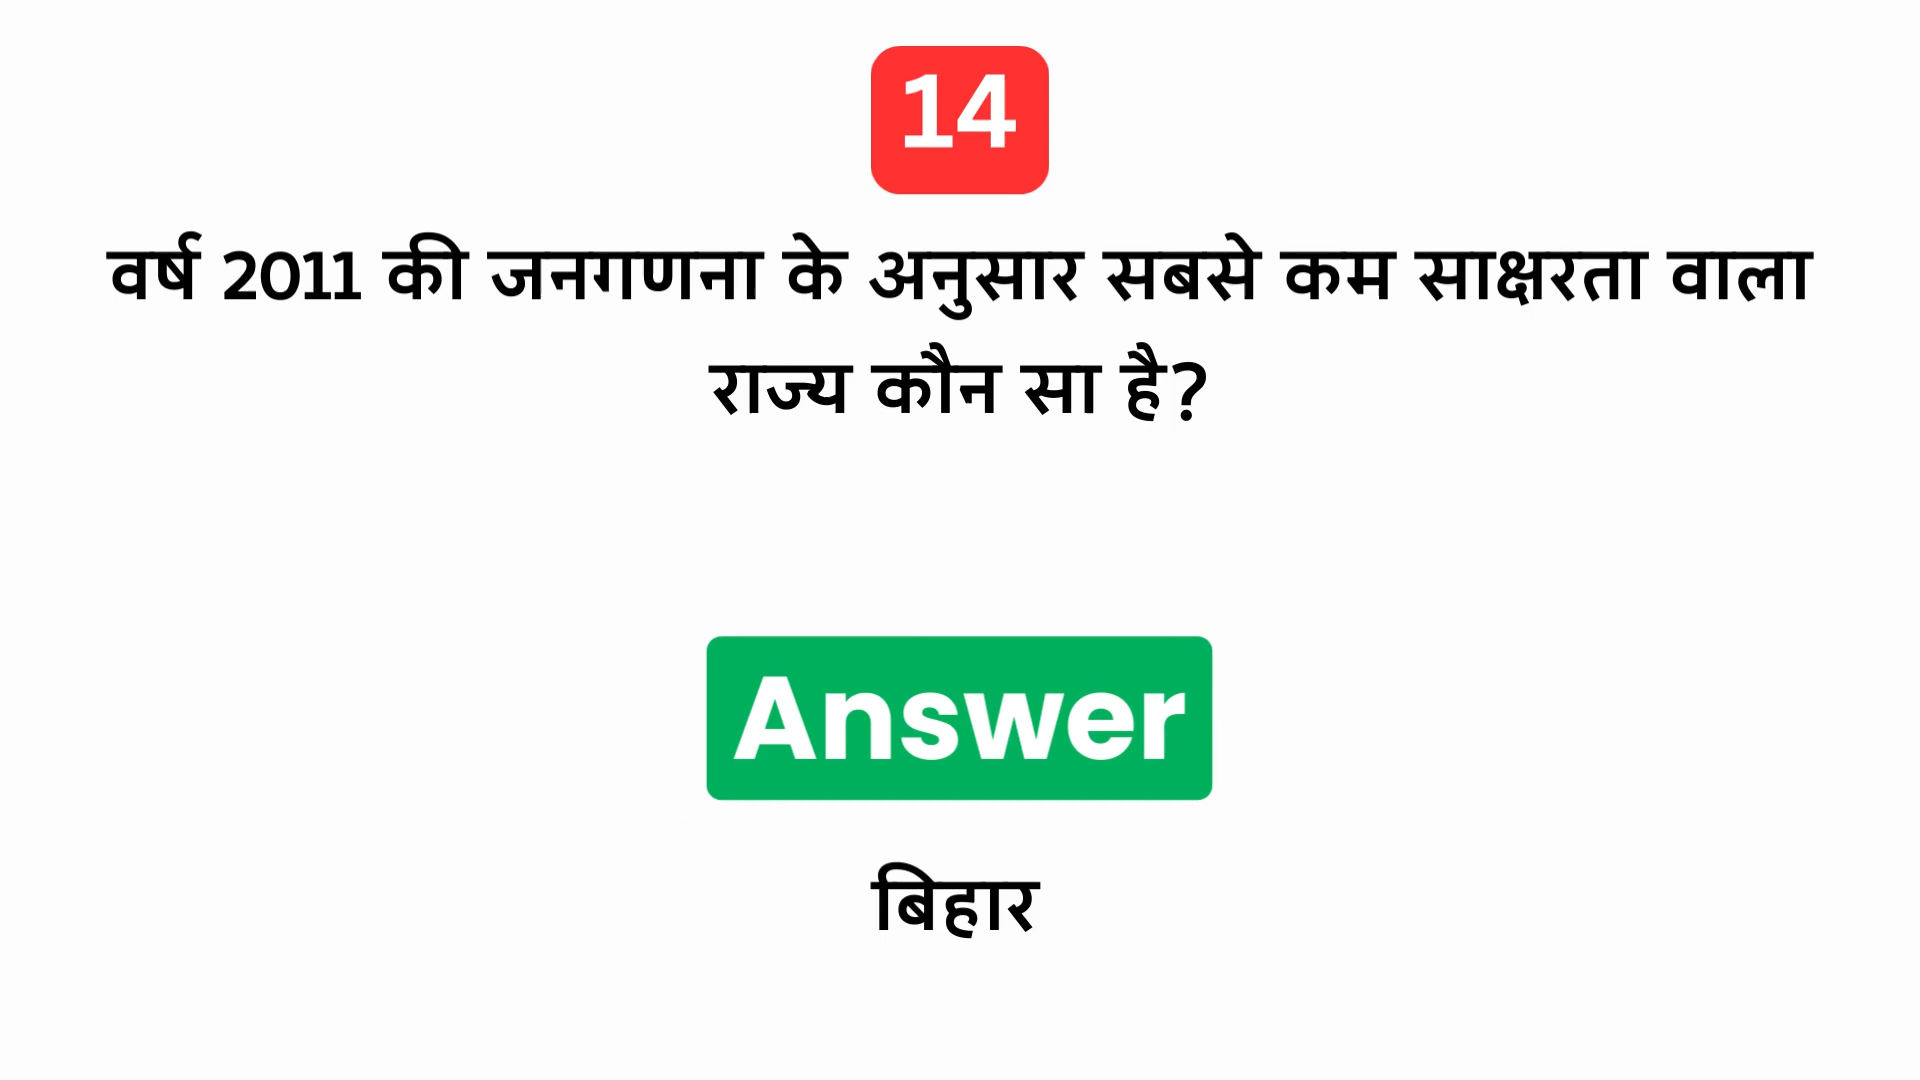 14
वर्ष 2011 की जनगणना के अनुसार सबसे कम साक्षरता वाला
राज्य कौन सा है?
Answer
बिहार